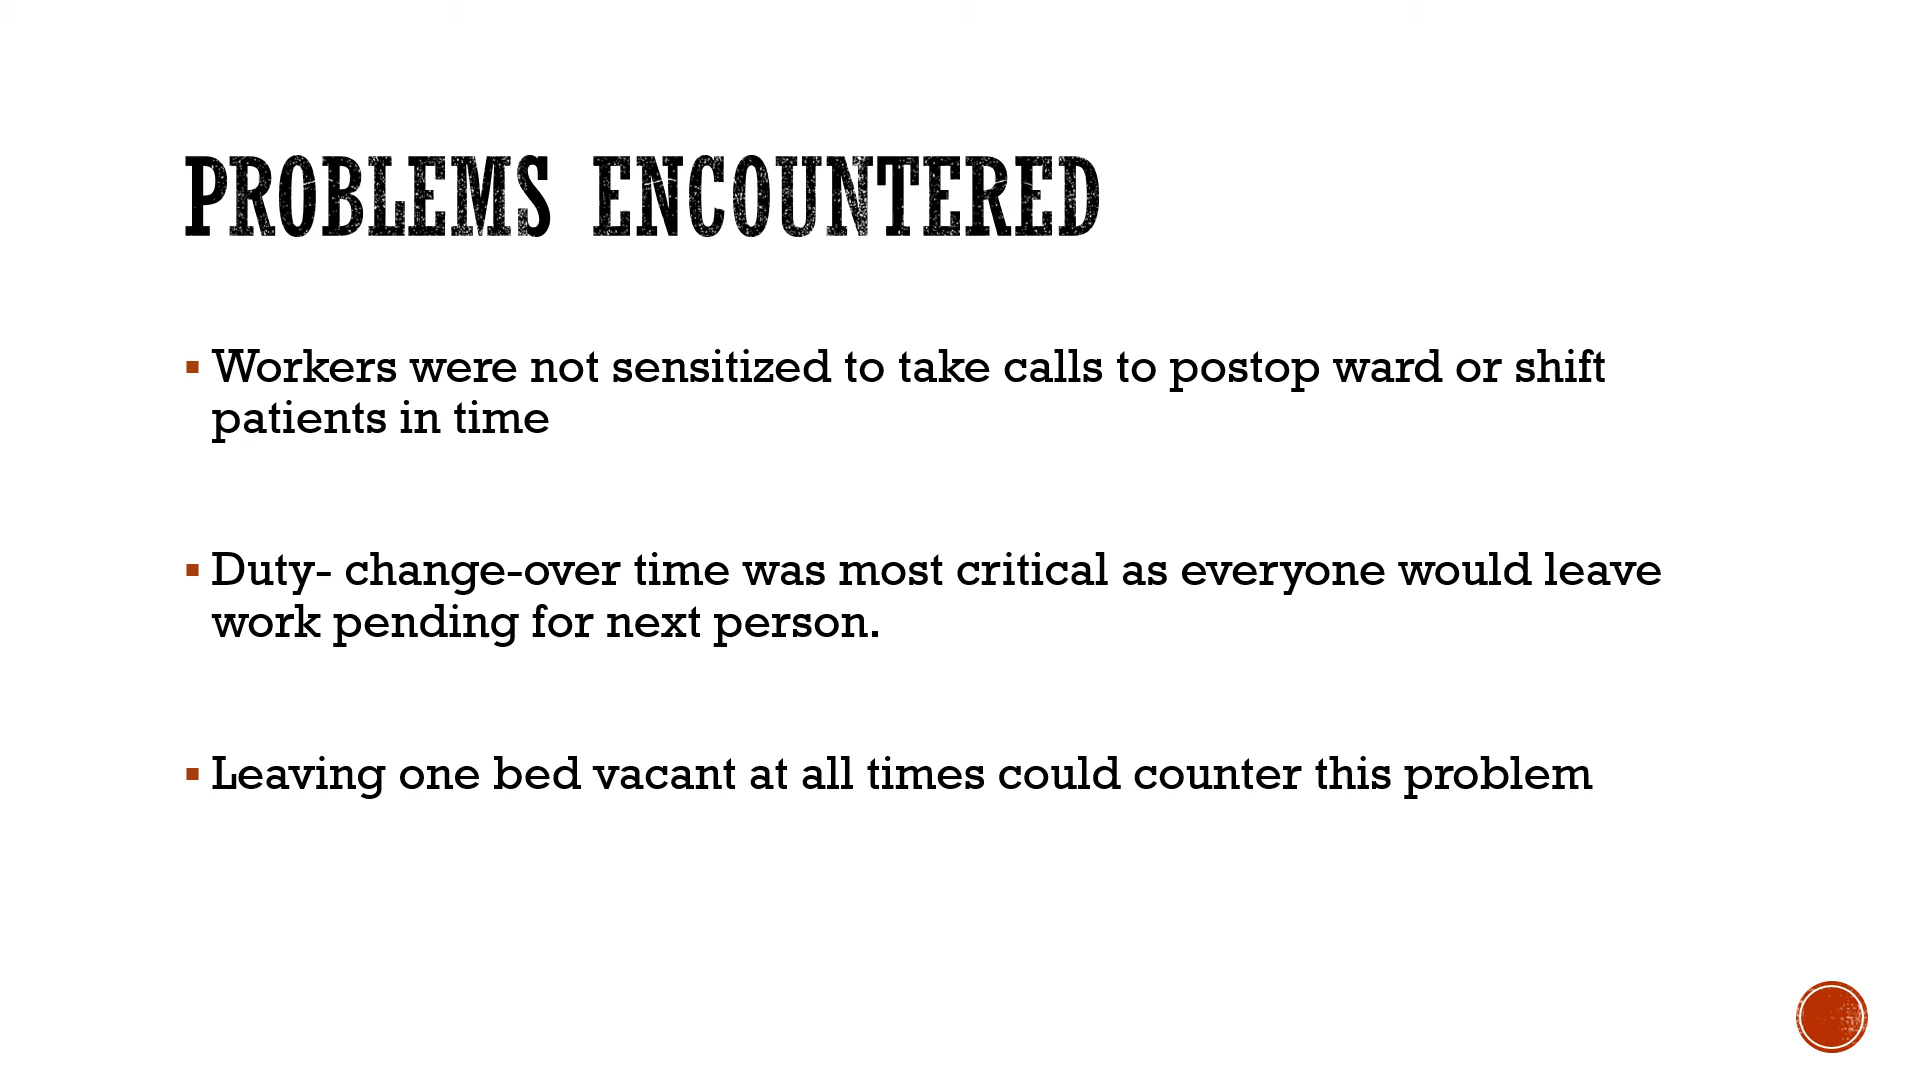 PROBLEMS ENCOUNTERED
▪ Workers were not sensitized to take calls to postop ward or shift
patients in time
▪ Duty- change-over time was most critical as everyone would leave
work pending for next person.
▪ Leaving one bed vacant at all times could counter this problem